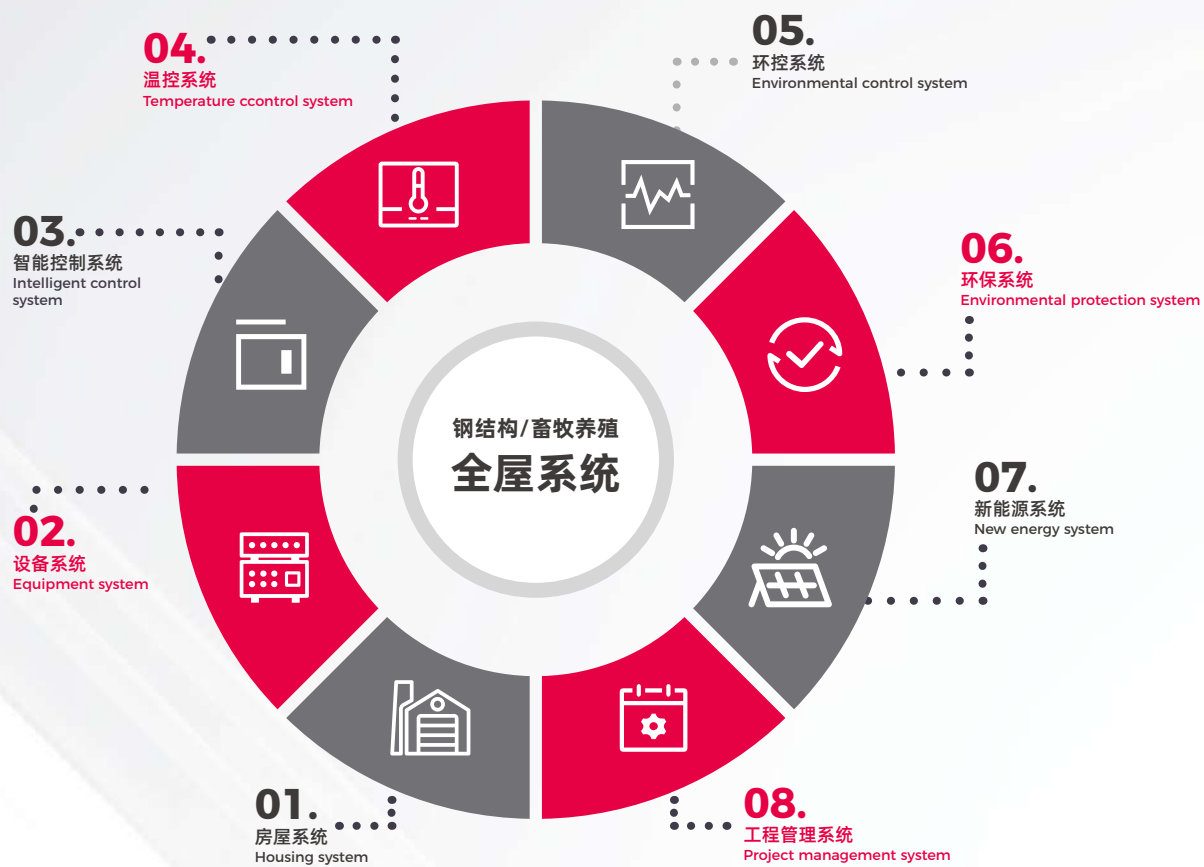 04.
温控系统
Temperature ccontrol system
05.
环控系统
Environmental control system
03.
智能控制系统
Intelligent control
system
06.
环保系统
Environmental protection system
钢结构/畜牧养殖
全屋系统
02.
设备系统
Equipment system
07.
新能源系统
New energy system
01.
房屋系统
Housing system
08.
工程管理系统
Project management system